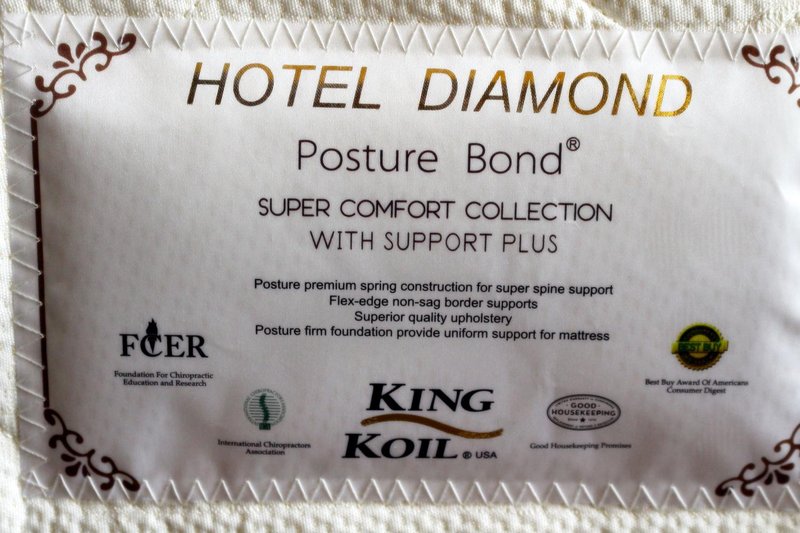 HOTEL DIAMOND
Posture Bond®
SUPER COMFORT COLLECTION
WITH SUPPORT PLUS
Posture premium spring construction for super spine support
Flex-edge non-sag border supports
Superior quality upholstery
Posture firm foundation provide uniform support for mattress
FCER
Foundation For Chiropractic
Education and Research
BEST BUY
Best Buy Award Of Americans
Consumer Digest
International Chiropractors
Association
KING
KOIL ® USA
GOOD
HOUSEKEEPING
Good Housekeeping Promises